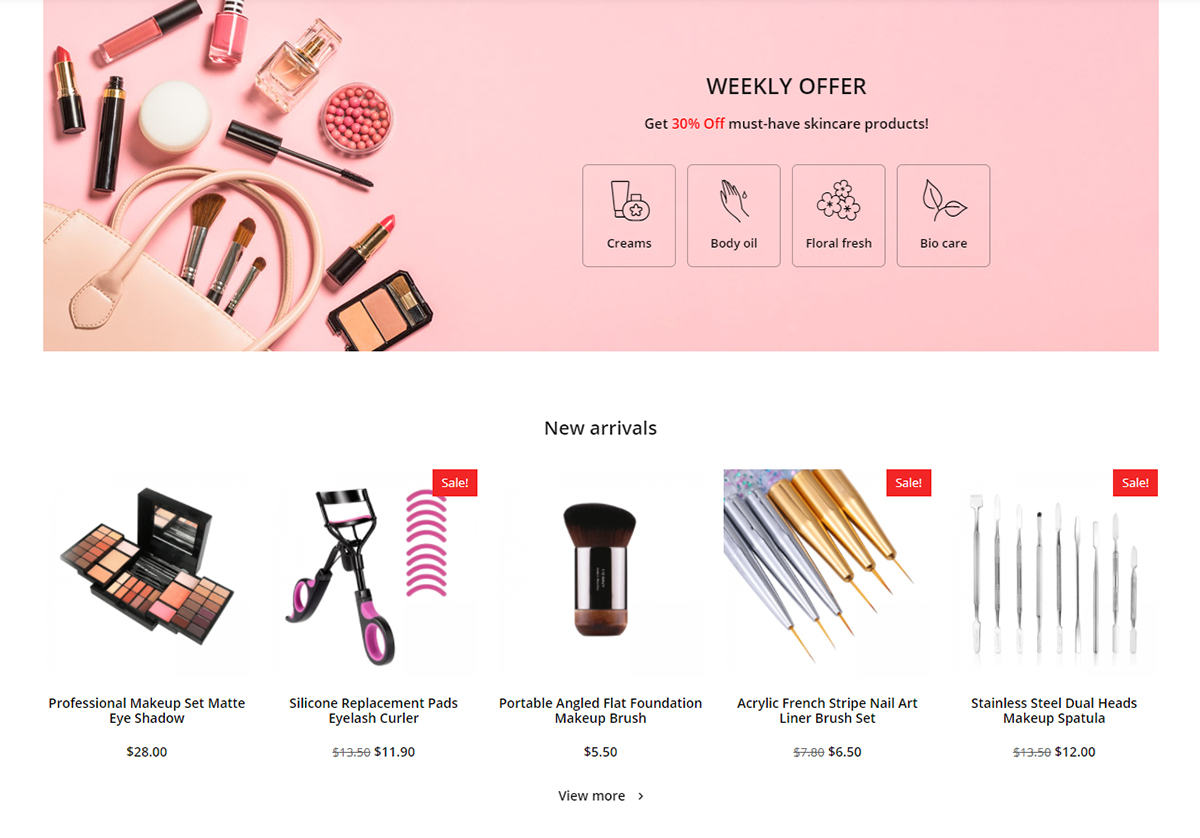 WEEKLY OFFER
Get 30% Off must-have skincare products!
Creams
Body oil
Floral fresh
Bio care
New arrivals
Sale!
Sale!
Sale!
Professional Makeup Set Matte
Eye Shadow
$28.00
Silicone Replacement Pads
Eyelash Curler
$13.50 $11.90
Portable Angled Flat Foundation
Makeup Brush
$5.50
Acrylic French Stripe Nail Art
Liner Brush Set
$7.80 $6.50
Stainless Steel Dual Heads
Makeup Spatula
$13.50 $12.00
View more